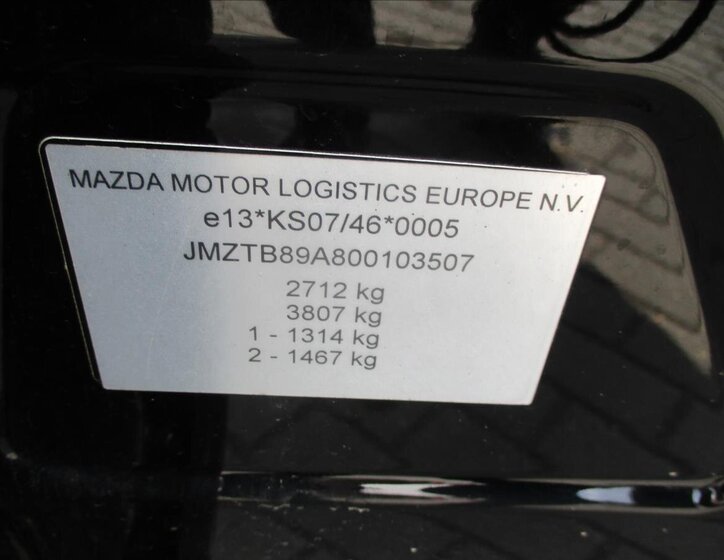 MAZDA MOTOR LOGISTICS EUROPE N.V.
e13*KS07/46*0005
JMZTB89A800103507
2712 kg
3807 kg
1 - 1314 kg
2 - 1467 kg